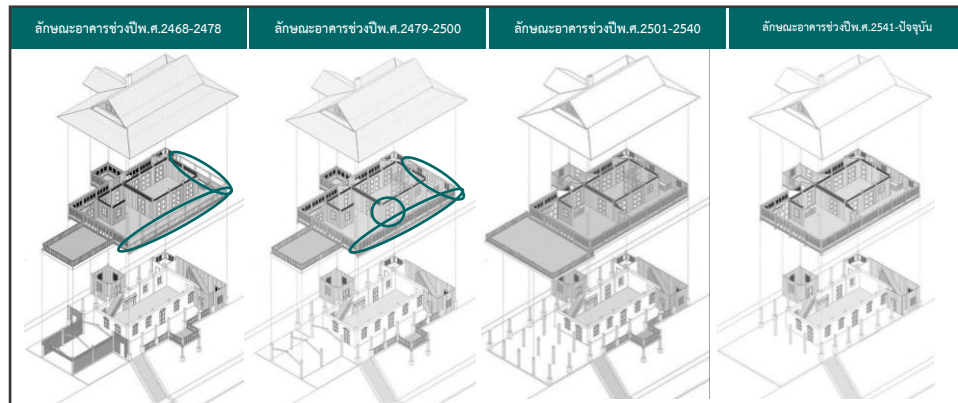 ลักษณะอาคารช่วงปีพ.ศ.2468-2478
ลักษณะอาคารช่วงปีพ.ศ.2479-2500
ลักษณะอาคารช่วงปีพ.ศ.2501-2540
ลักษณะอาคารช่วงปีพ.ศ.2541-ปัจจุบัน